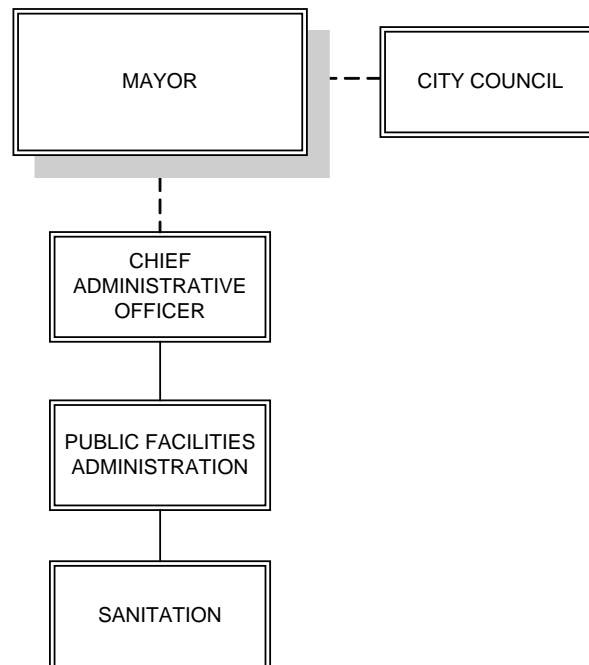 MAYOR
CITY COUNCIL
CHIEF
ADMINISTRATIVE
OFFICER
PUBLIC FACILITIES
ADMINISTRATION
SANITATION